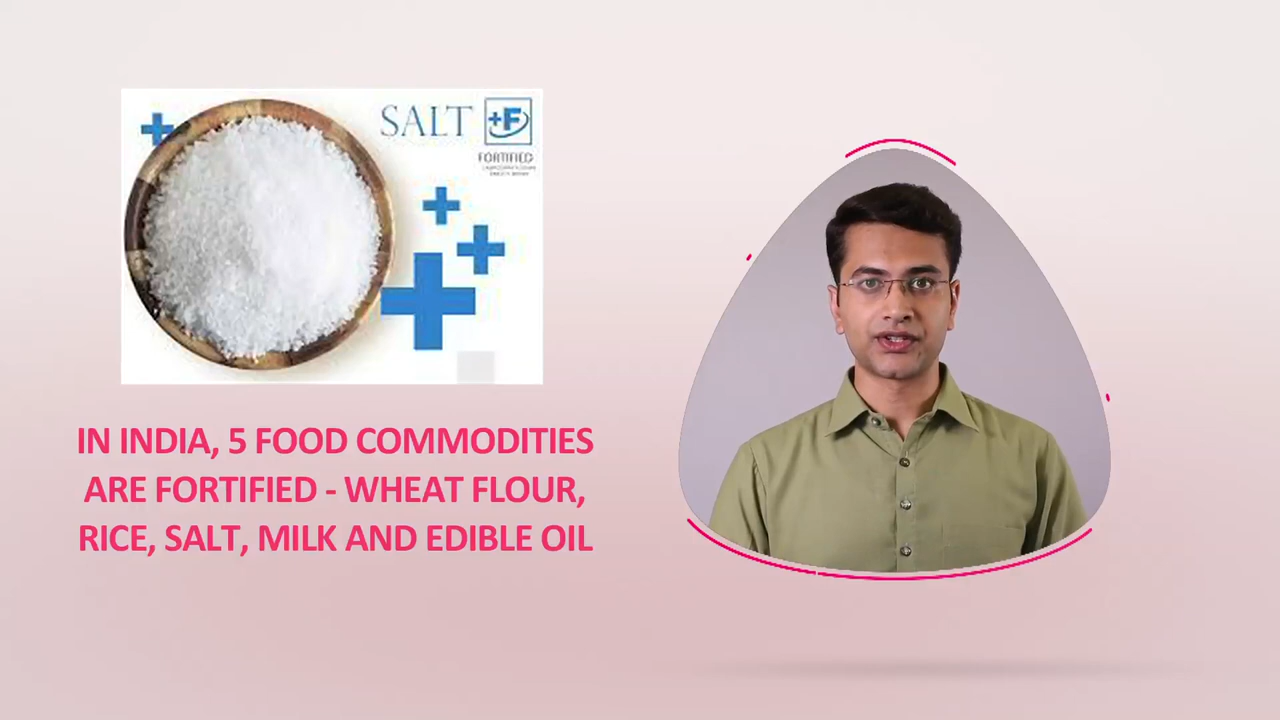 SALT
+F
FORTIFIED
IN INDIA, 5 FOOD COMMODITIES
ARE FORTIFIED - WHEAT FLOUR,
RICE, SALT, MILK AND EDIBLE OIL